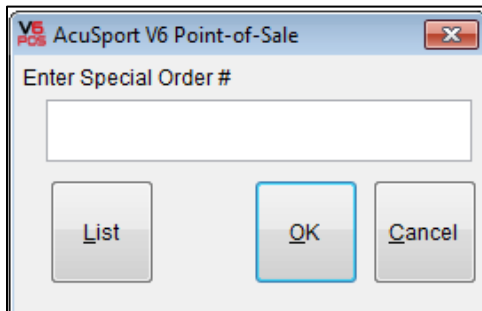 V6 POS AcuSport V6 Point-of-Sale
Enter Special Order #
List OK Cancel